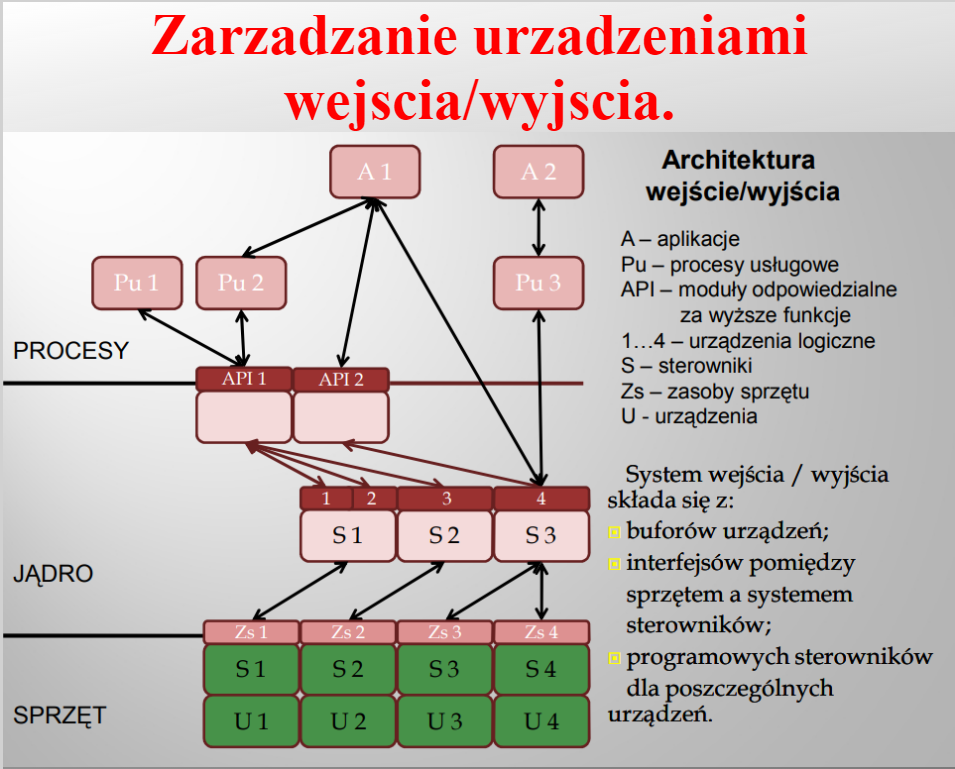 Zarzadzanie urzadzeniami
wejscia/wyjscia.
A 1
A 2
Pu 1
Pu 2
Pu 3
PROCESY
API 1
API 2
1
2
3
4
S 1
S 2
S 3
JĄDRO
Zs 1
Zs 2
Zs 3
Zs 4
S 1
S 2
S 3
S 4
SPRZĘT
U 1
U 2
U 3
U 4
Architektura
wejście/wyjścia
A – aplikacje
Pu – procesy usługowe
API – moduły odpowiedzialne
za wyższe funkcje
1…4 – urządzenia logiczne
S – sterowniki
Zs – zasoby sprzętu
U - urządzenia
System wejścia / wyjścia
składa się z:
buforów urządzeń;
interfejsów pomiędzy
sprzętem a systemem
sterowników;
programowych sterowników
dla poszczególnych
urządzeń.